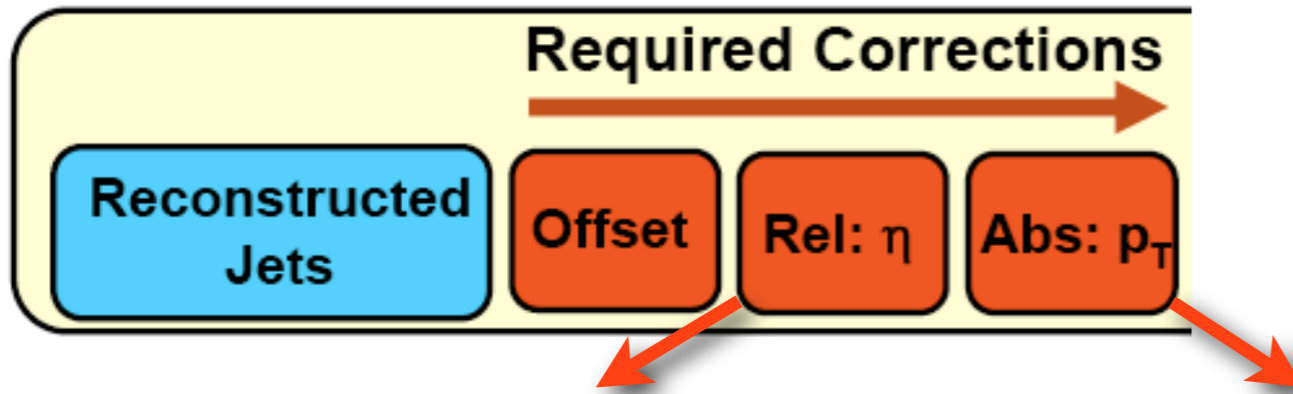 Required Corrections
Reconstructed
Jets
Offset
Rel: η
Abs: pT